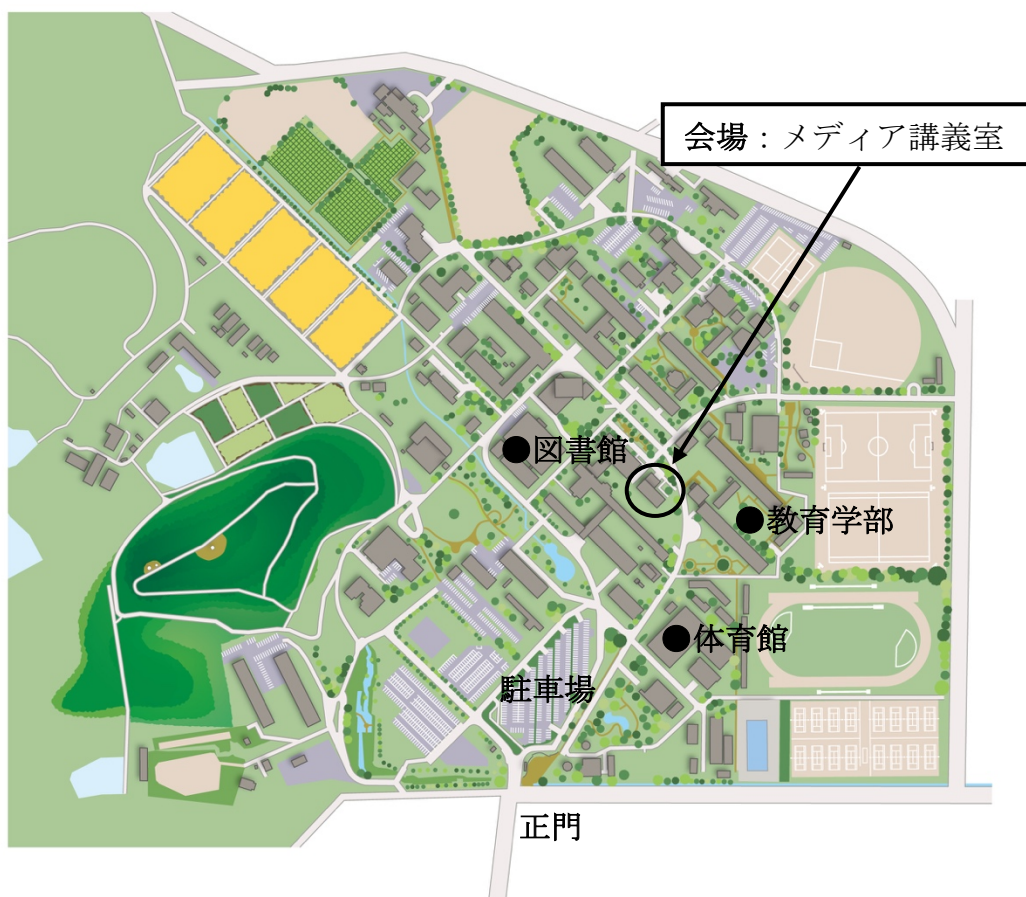 会場：メディア講義室
●図書館
●教育学部
●体育館
駐車場
正門